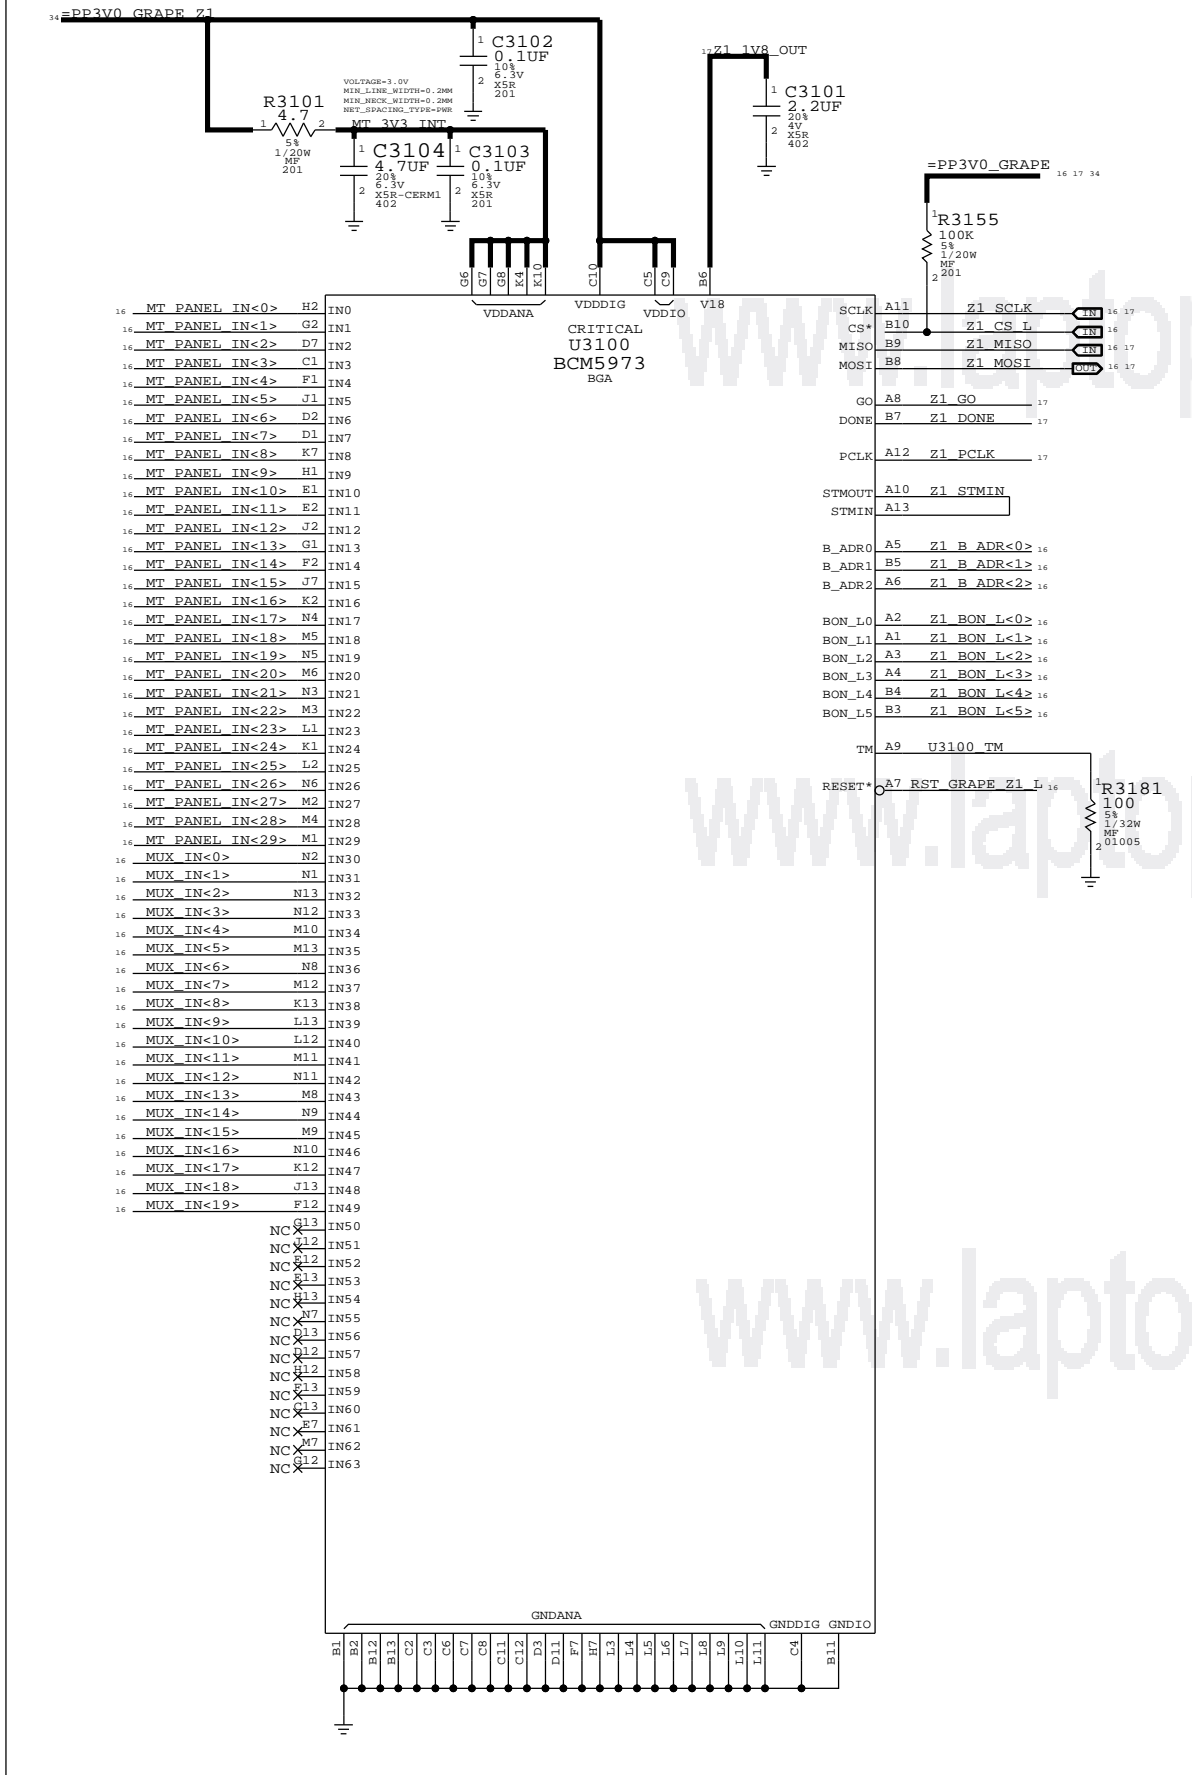 34 =PP3V0_GRAPE_Z1
1 C3102
0.1UF
10%
2 6.3V
X5R
201
17 Z1_1V8_OUT
1 C3101
2.2UF
20%
2 4V
X5R
402
VOLTAGE=3.0V
MIN_LINE_WIDTH=0.2MM
MIN_NECK_WIDTH=0.2MM
NET_SPACING_TYPE=PWR
R3101
4.7
1 2
5%
1/20W
MF
201
MT_3V3_INT
1 C3104
4.7UF
20%
2 6.3V
X5R-CERM1
402
1 C3103
0.1UF
10%
2 6.3V
X5R
201
=PP3V0_GRAPE 16 17 34
1 R3155
100K
5%
1/20W
MF
2 201
G6 G7 G8 K4 K10 C10 C5 C9 B6
VDDANA VDDDIG VDDIO V18
CRITICAL
U3100
BCM5973
BGA
16 MT_PANEL_IN<0> H2 IN0
16 MT_PANEL_IN<1> G2 IN1
16 MT_PANEL_IN<2> D7 IN2
16 MT_PANEL_IN<3> C1 IN3
16 MT_PANEL_IN<4> F1 IN4
16 MT_PANEL_IN<5> J1 IN5
16 MT_PANEL_IN<6> D2 IN6
16 MT_PANEL_IN<7> D1 IN7
16 MT_PANEL_IN<8> K7 IN8
16 MT_PANEL_IN<9> H1 IN9
16 MT_PANEL_IN<10> E1 IN10
16 MT_PANEL_IN<11> E2 IN11
16 MT_PANEL_IN<12> J2 IN12
16 MT_PANEL_IN<13> G1 IN13
16 MT_PANEL_IN<14> F2 IN14
16 MT_PANEL_IN<15> J7 IN15
16 MT_PANEL_IN<16> K2 IN16
16 MT_PANEL_IN<17> N4 IN17
16 MT_PANEL_IN<18> M5 IN18
16 MT_PANEL_IN<19> N5 IN19
16 MT_PANEL_IN<20> M6 IN20
16 MT_PANEL_IN<21> N3 IN21
16 MT_PANEL_IN<22> M3 IN22
16 MT_PANEL_IN<23> L1 IN23
16 MT_PANEL_IN<24> K1 IN24
16 MT_PANEL_IN<25> L2 IN25
16 MT_PANEL_IN<26> N6 IN26
16 MT_PANEL_IN<27> M2 IN27
16 MT_PANEL_IN<28> M4 IN28
16 MT_PANEL_IN<29> M1 IN29
16 MUX_IN<0> N2 IN30
16 MUX_IN<1> N1 IN31
16 MUX_IN<2> N13 IN32
16 MUX_IN<3> N12 IN33
16 MUX_IN<4> M10 IN34
16 MUX_IN<5> M13 IN35
16 MUX_IN<6> N8 IN36
16 MUX_IN<7> M12 IN37
16 MUX_IN<8> K13 IN38
16 MUX_IN<9> L13 IN39
16 MUX_IN<10> L12 IN40
16 MUX_IN<11> M11 IN41
16 MUX_IN<12> N11 IN42
16 MUX_IN<13> M8 IN43
16 MUX_IN<14> N9 IN44
16 MUX_IN<15> M9 IN45
16 MUX_IN<16> N10 IN46
16 MUX_IN<17> K12 IN47
16 MUX_IN<18> J13 IN48
16 MUX_IN<19> F12 IN49
NC G13 IN50
NC J12 IN51
NC E12 IN52
NC E13 IN53
NC H13 IN54
NC N7 IN55
NC D13 IN56
NC D12 IN57
NC H12 IN58
NC F13 IN59
NC C13 IN60
NC E7 IN61
NC M7 IN62
NC G12 IN63
SCLK A11 Z1_SCLK IN 16 17
CS* B10 Z1_CS_L IN 16
MISO B9 Z1_MISO IN 16 17
MOSI B8 Z1_MOSI OUT 16 17
GO A8 Z1_GO 17
DONE B7 Z1_DONE 17
PCLK A12 Z1_PCLK 17
STMOUT A10 Z1_STMIN
STMIN A13
B_ADR0 A5 Z1_B_ADR<0> 16
B_ADR1 B5 Z1_B_ADR<1> 16
B_ADR2 A6 Z1_B_ADR<2> 16
BON_L0 A2 Z1_BON_L<0> 16
BON_L1 A1 Z1_BON_L<1> 16
BON_L2 A3 Z1_BON_L<2> 16
BON_L3 A4 Z1_BON_L<3> 16
BON_L4 B4 Z1_BON_L<4> 16
BON_L5 B3 Z1_BON_L<5> 16
TM A9 U3100_TM
RESET* A7 RST_GRAPE_Z1_L 16
1 R3181
100
5%
1/32W
MF
2 01005
www.laptop
www.lapto
www.lapto
GNDANA GNDDIG GNDIO
B1 B2 B12 B13 C2 C3 C6 C7 C8 C11 C12 D3 D11 F7 H7 L3 L4 L5 L6 L7 L8 L9 L10 L11 C4 B11